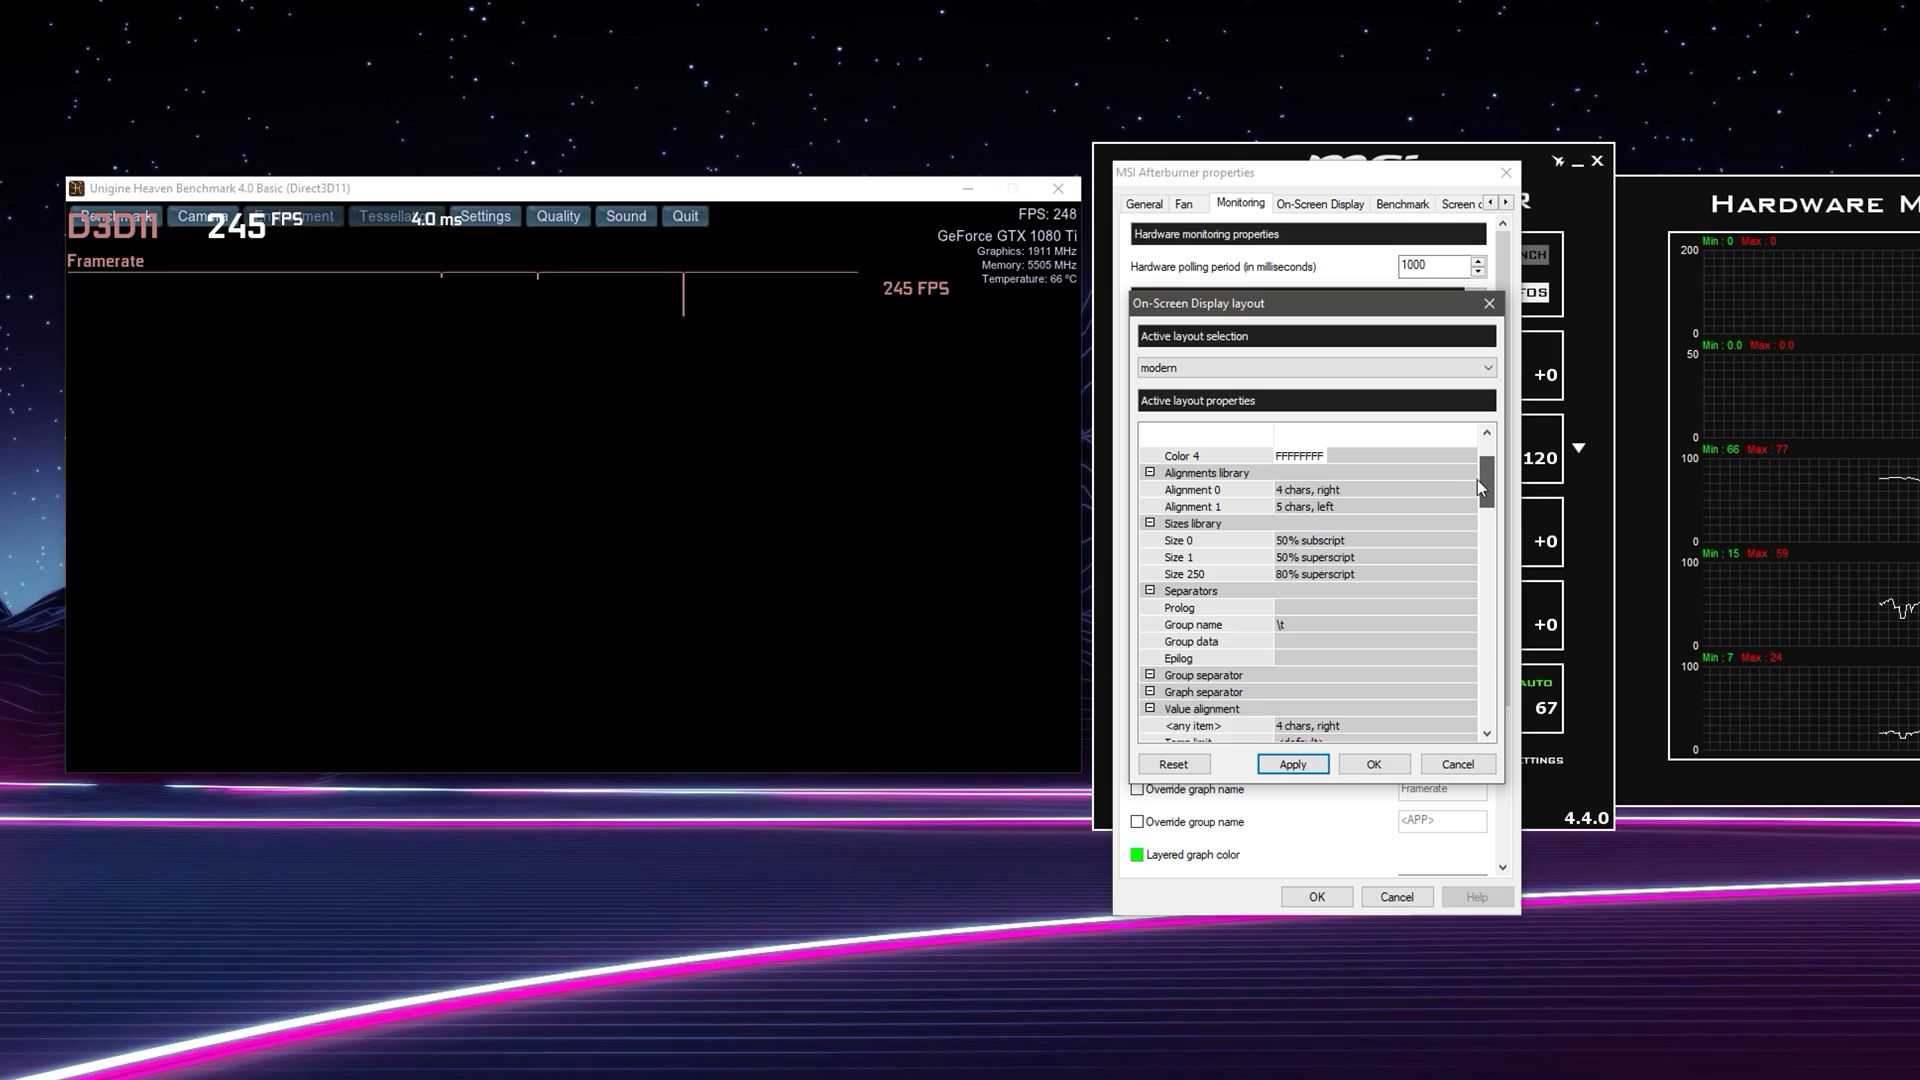 Unigine Heaven Benchmark 4.0 Basic (Direct3D11)
Settings
Quality
Sound
Quit
D3D11
245 FPS
4.0 ms
FPS: 248
GeForce GTX 1080 Ti
Graphics: 1911 MHz
Memory: 5505 MHz
Temperature: 66 °C
Framerate
245 FPS
MSI Afterburner properties
General
Fan
Monitoring
On-Screen Display
Benchmark
Screen c
Hardware monitoring properties
Hardware polling period (in milliseconds)
1000
On-Screen Display layout
Active layout selection
modern
Active layout properties
Color 4 FFFFFFFF
Alignments library
Alignment 0 4 chars, right
Alignment 1 5 chars, left
Sizes library
Size 0 50% subscript
Size 1 50% superscript
Size 250 80% superscript
Separators
Prolog
Group name \t
Group data
Epilog
Group separator
Graph separator
Value alignment
<any item> 4 chars, right
Reset
Apply
OK
Cancel
Override graph name Framerate
Override group name <APP>
Layered graph color
OK
Cancel
Help
+0
120
+0
+0
AUTO
67
ETTINGS
4.4.0
HARDWARE M
Min : 0 Max : 0
200
0
Min : 0.0 Max : 0.0
50
0
Min : 66 Max : 77
100
0
Min : 15 Max : 59
100
0
Min : 7 Max : 24
100
0